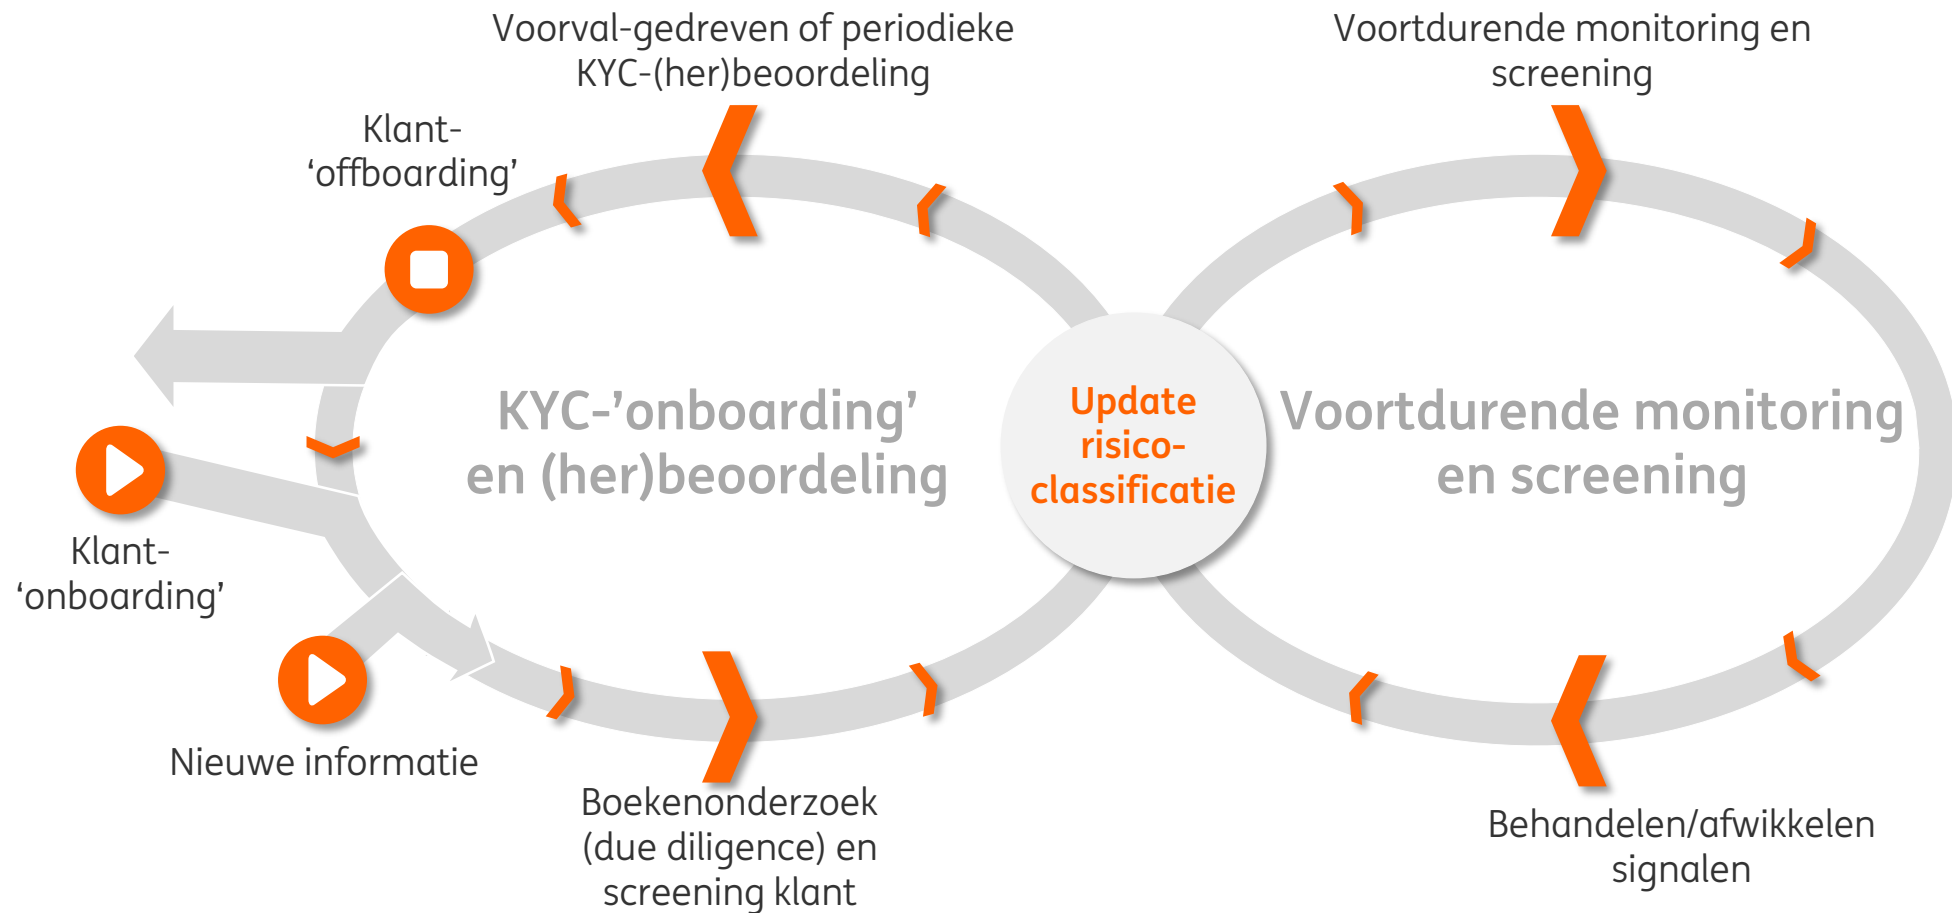 Voorval-gedreven of periodieke
KYC-(her)beoordeling
Voortdurende monitoring en
screening
Klant-
‘offboarding’
KYC-’onboarding’
en (her)beoordeling
Update
risico-
classificatie
Voortdurende monitoring
en screening
Klant-
‘onboarding’
Nieuwe informatie
Boekenonderzoek
(due diligence) en
screening klant
Behandelen/afwikkelen
signalen